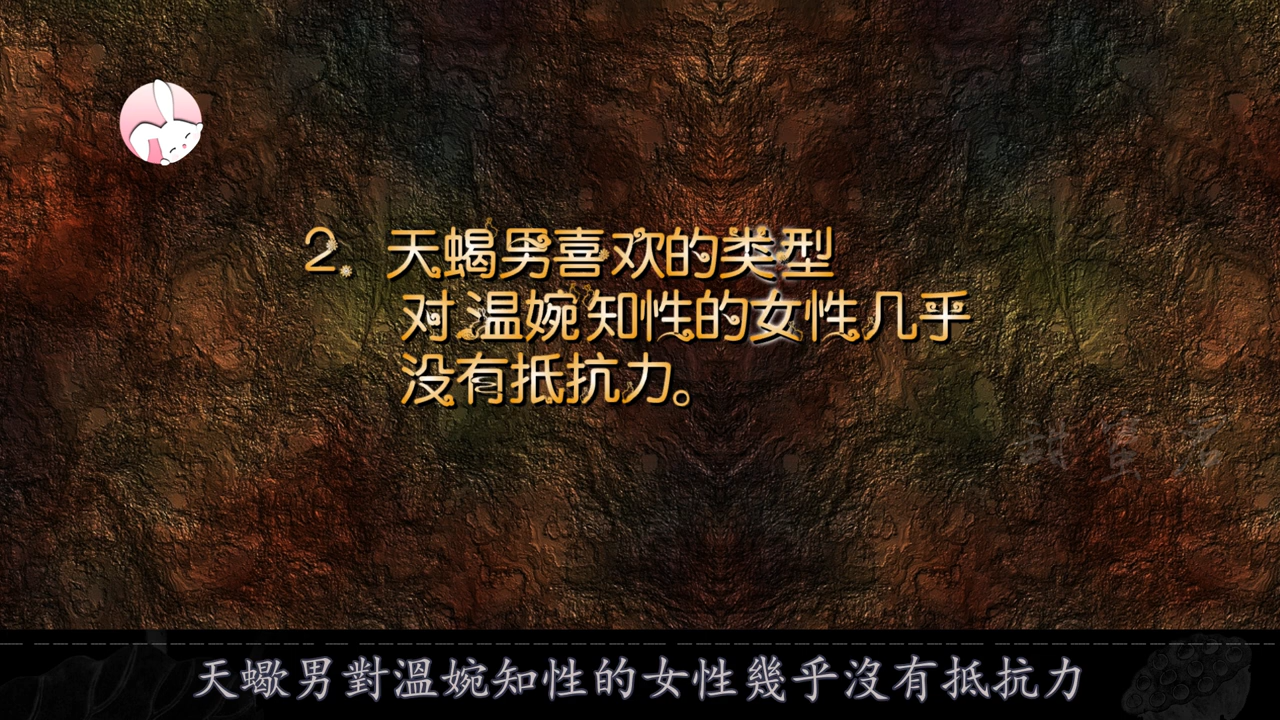 2. 天蝎男喜欢的类型
对温婉知性的女性几乎
没有抵抗力。
天蠍男對溫婉知性的女性幾乎沒有抵抗力